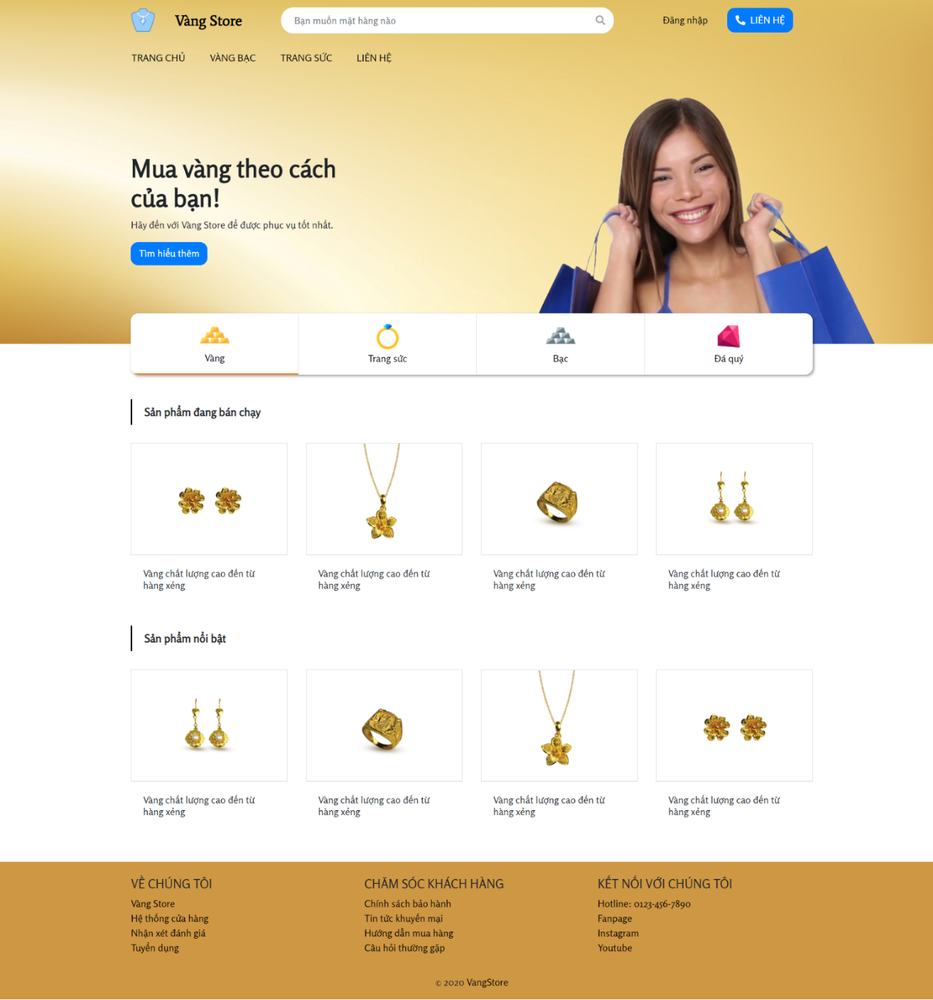 Vàng Store
Bạn muốn mặt hàng nào
Đăng nhập
LIÊN HỆ
TRANG CHỦ
VÀNG BẠC
TRANG SỨC
LIÊN HỆ
Mua vàng theo cách
của bạn!
Hãy đến với Vàng Store để được phục vụ tốt nhất.
Tìm hiểu thêm
Vàng
Trang sức
Bạc
Đá quý
Sản phẩm đang bán chạy
Vàng chất lượng cao đến từ
hàng xẻng
Vàng chất lượng cao đến từ
hàng xẻng
Vàng chất lượng cao đến từ
hàng xẻng
Vàng chất lượng cao đến từ
hàng xẻng
Sản phẩm nổi bật
Vàng chất lượng cao đến từ
hàng xẻng
Vàng chất lượng cao đến từ
hàng xẻng
Vàng chất lượng cao đến từ
hàng xẻng
Vàng chất lượng cao đến từ
hàng xẻng
VỀ CHÚNG TÔI
Vàng Store
Hệ thống cửa hàng
Nhận xét đánh giá
Tuyển dụng
CHĂM SÓC KHÁCH HÀNG
Chính sách bảo hành
Tin tức khuyến mại
Hướng dẫn mua hàng
Câu hỏi thường gặp
KẾT NỐI VỚI CHÚNG TÔI
Hotline: 0123-456-7890
Fanpage
Instagram
Youtube
© 2020 VangStore